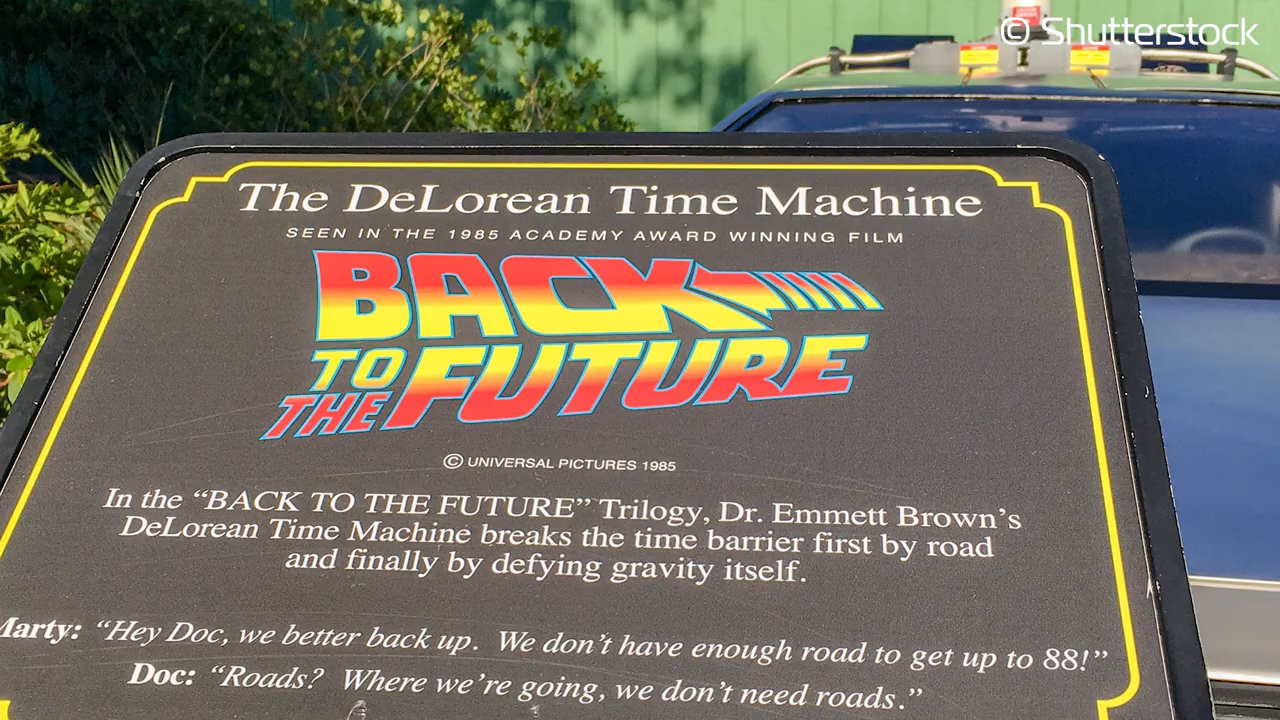 © Shutterstock
The DeLorean Time Machine
SEEN IN THE 1985 ACADEMY AWARD WINNING FILM
BACK
TO
THE FUTURE
© UNIVERSAL PICTURES 1985
In the “BACK TO THE FUTURE” Trilogy, Dr. Emmett Brown’s
DeLorean Time Machine breaks the time barrier first by road
and finally by defying gravity itself.
Marty: “Hey Doc, we better back up. We don’t have enough road to get up to 88!”
Doc: “Roads? Where we’re going, we don’t need roads.”